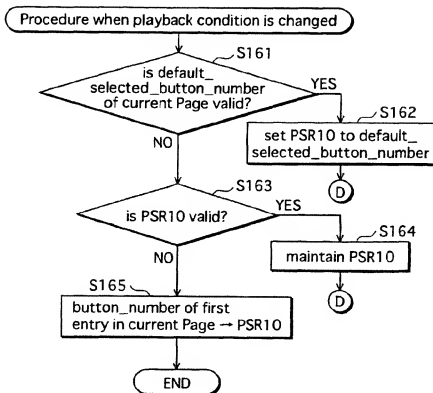 Procedure when playback condition is changed
S161
is default_
selected_button_number
of current Page valid?
YES
S162
set PSR10 to default_
selected_button_number
D
NO
S163
is PSR10 valid?
YES
S164
maintain PSR10
D
NO
S165
button_number of first
entry in current Page → PSR10
END